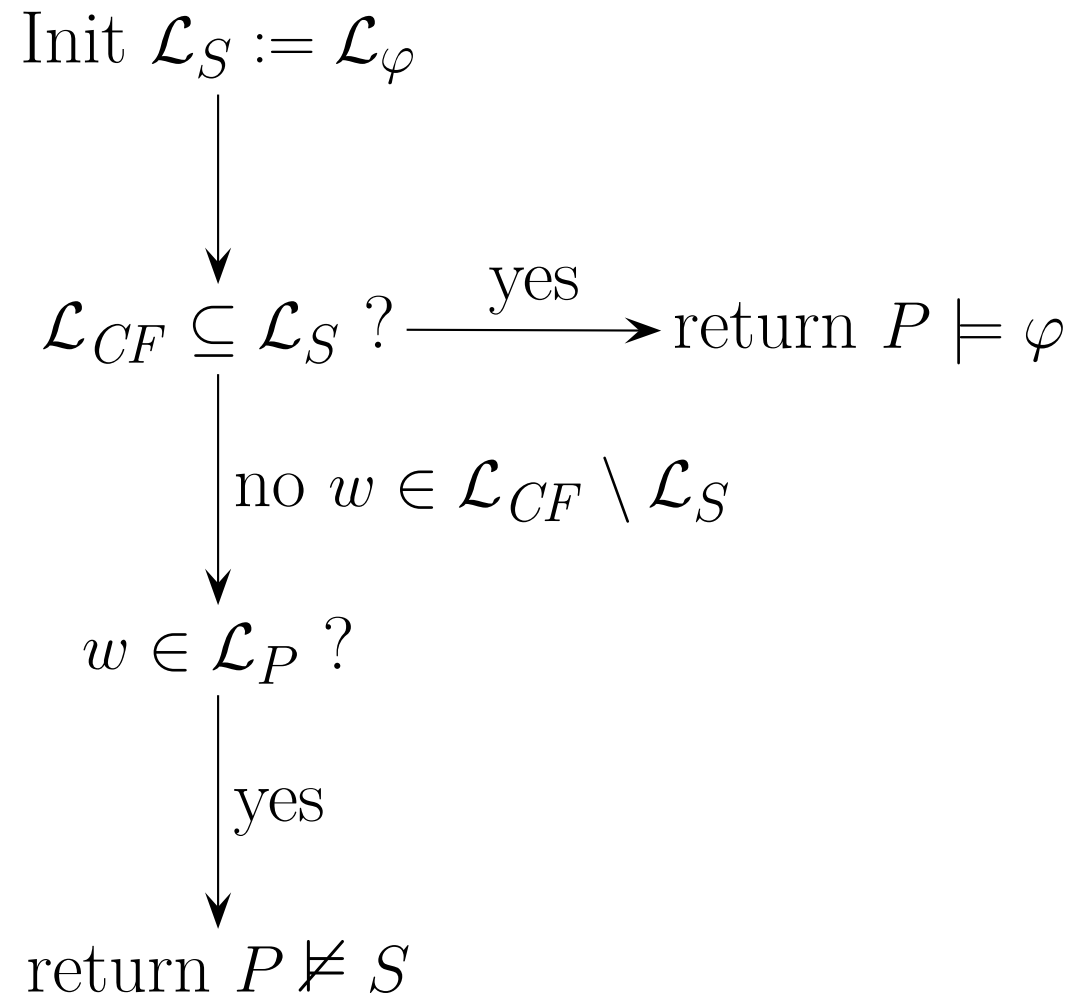 Init ℒ_S := ℒ_φ
ℒ_CF ⊆ ℒ_S ?
yes
return P ⊨ φ
no w ∈ ℒ_CF \ ℒ_S
w ∈ ℒ_P ?
yes
return P ⊭ S